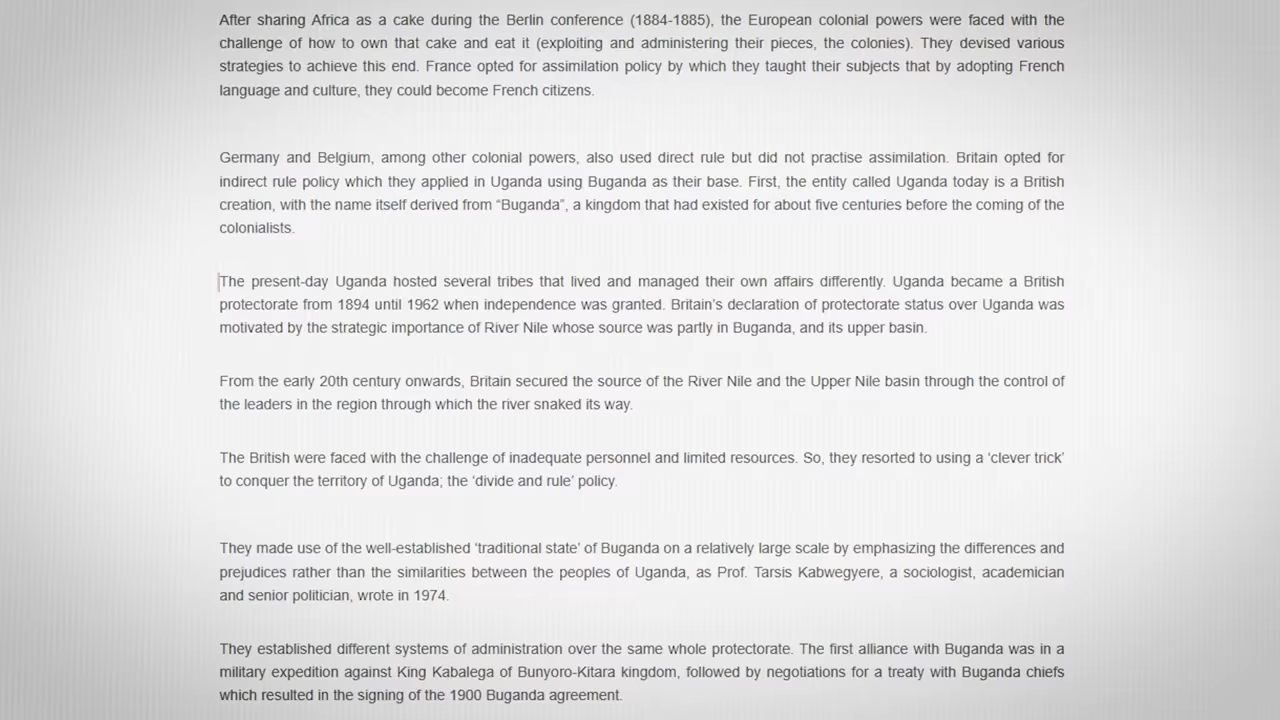 After sharing Africa as a cake during the Berlin conference (1884-1885), the European colonial powers were faced with the
challenge of how to own that cake and eat it (exploiting and administering their pieces, the colonies). They devised various
strategies to achieve this end. France opted for assimilation policy by which they taught their subjects that by adopting French
language and culture, they could become French citizens.
Germany and Belgium, among other colonial powers, also used direct rule but did not practise assimilation. Britain opted for
indirect rule policy which they applied in Uganda using Buganda as their base. First, the entity called Uganda today is a British
creation, with the name itself derived from “Buganda”, a kingdom that had existed for about five centuries before the coming of the
colonialists.
The present-day Uganda hosted several tribes that lived and managed their own affairs differently. Uganda became a British
protectorate from 1894 until 1962 when independence was granted. Britain’s declaration of protectorate status over Uganda was
motivated by the strategic importance of River Nile whose source was partly in Buganda, and its upper basin.
From the early 20th century onwards, Britain secured the source of the River Nile and the Upper Nile basin through the control of
the leaders in the region through which the river snaked its way.
The British were faced with the challenge of inadequate personnel and limited resources. So, they resorted to using a ‘clever trick’
to conquer the territory of Uganda; the ‘divide and rule’ policy.
They made use of the well-established ‘traditional state’ of Buganda on a relatively large scale by emphasizing the differences and
prejudices rather than the similarities between the peoples of Uganda, as Prof. Tarsis Kabwegyere, a sociologist, academician
and senior politician, wrote in 1974.
They established different systems of administration over the same whole protectorate. The first alliance with Buganda was in a
military expedition against King Kabalega of Bunyoro-Kitara kingdom, followed by negotiations for a treaty with Buganda chiefs
which resulted in the signing of the 1900 Buganda agreement.